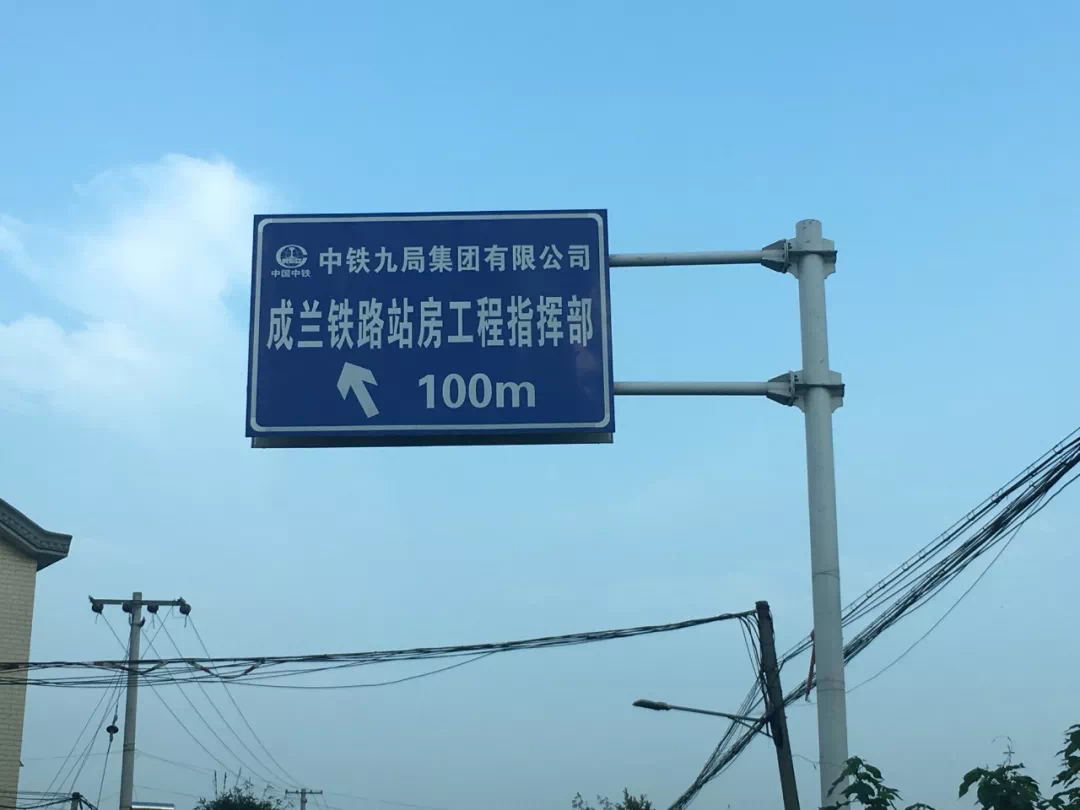 中铁九局集团有限公司
中国中铁
成兰铁路站房工程指挥部
100m